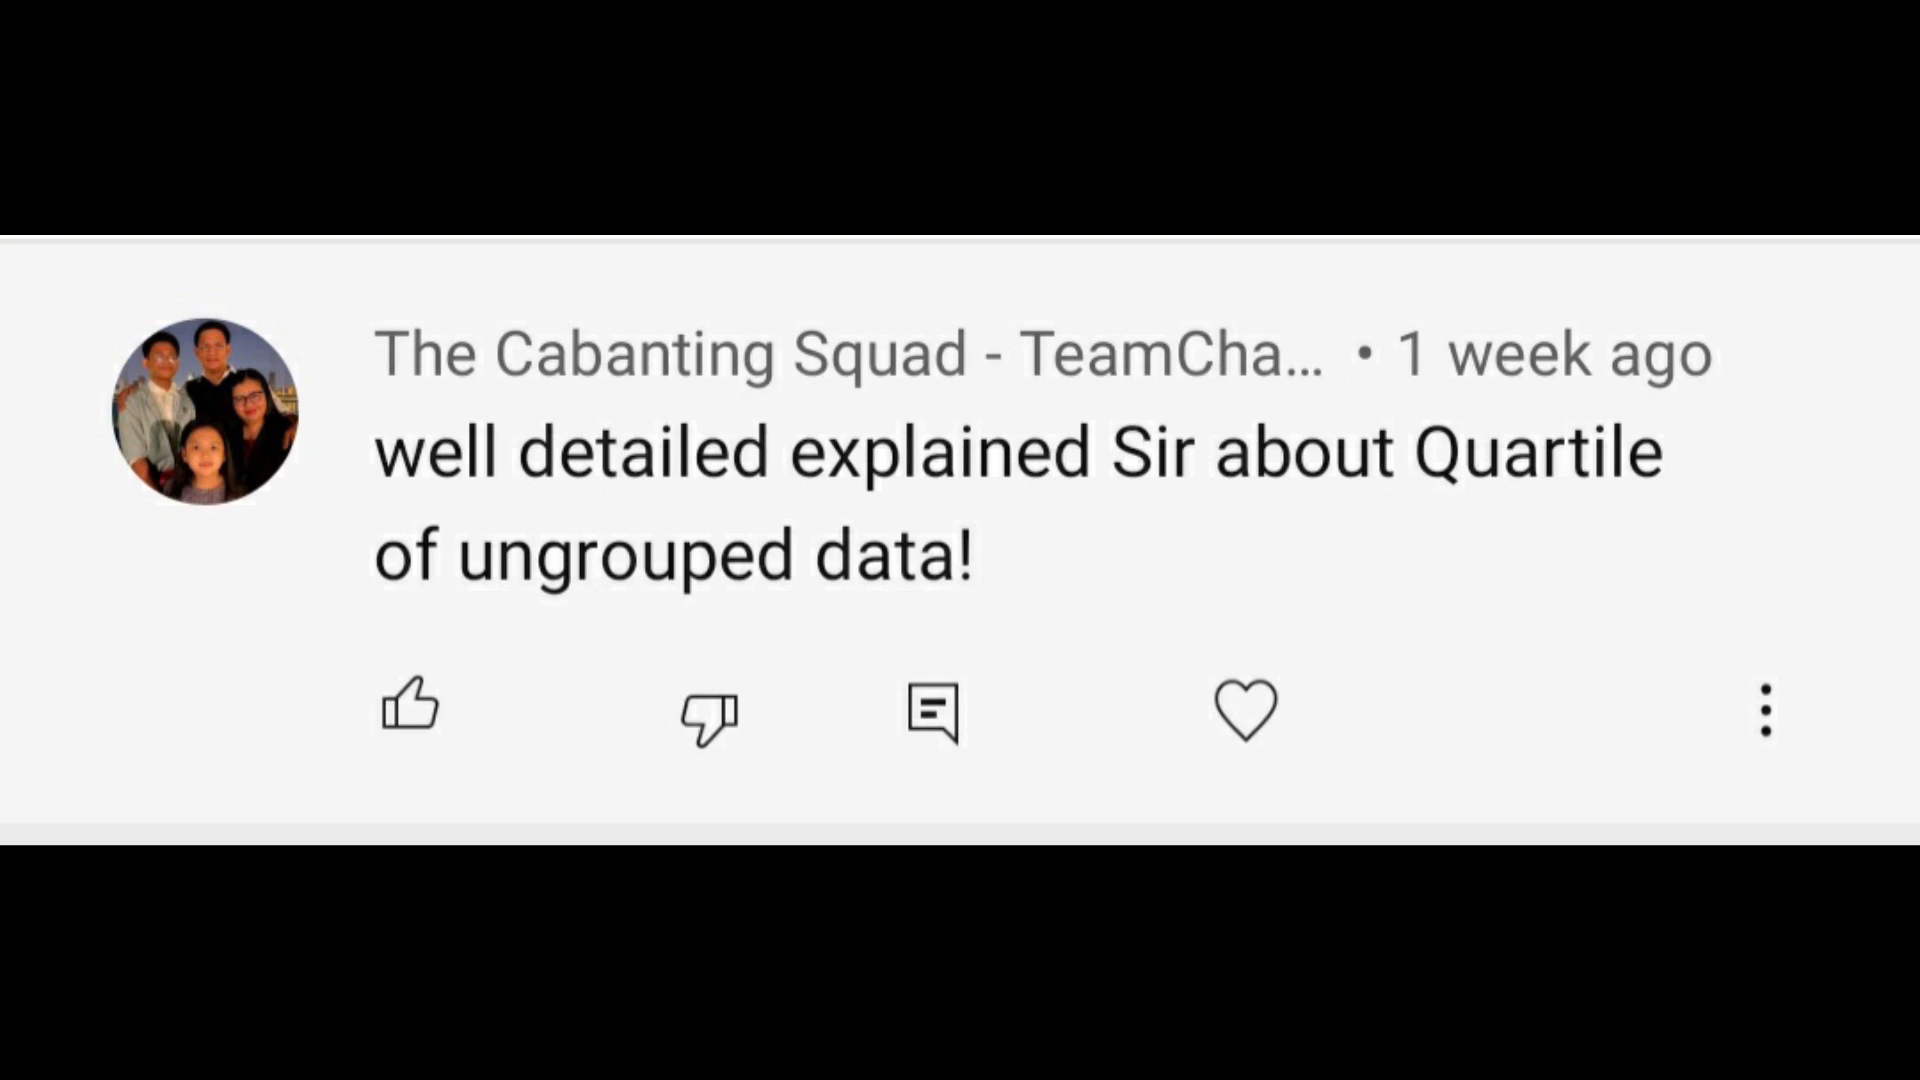 The Cabanting Squad - TeamCha... • 1 week ago
well detailed explained Sir about Quartile
of ungrouped data!